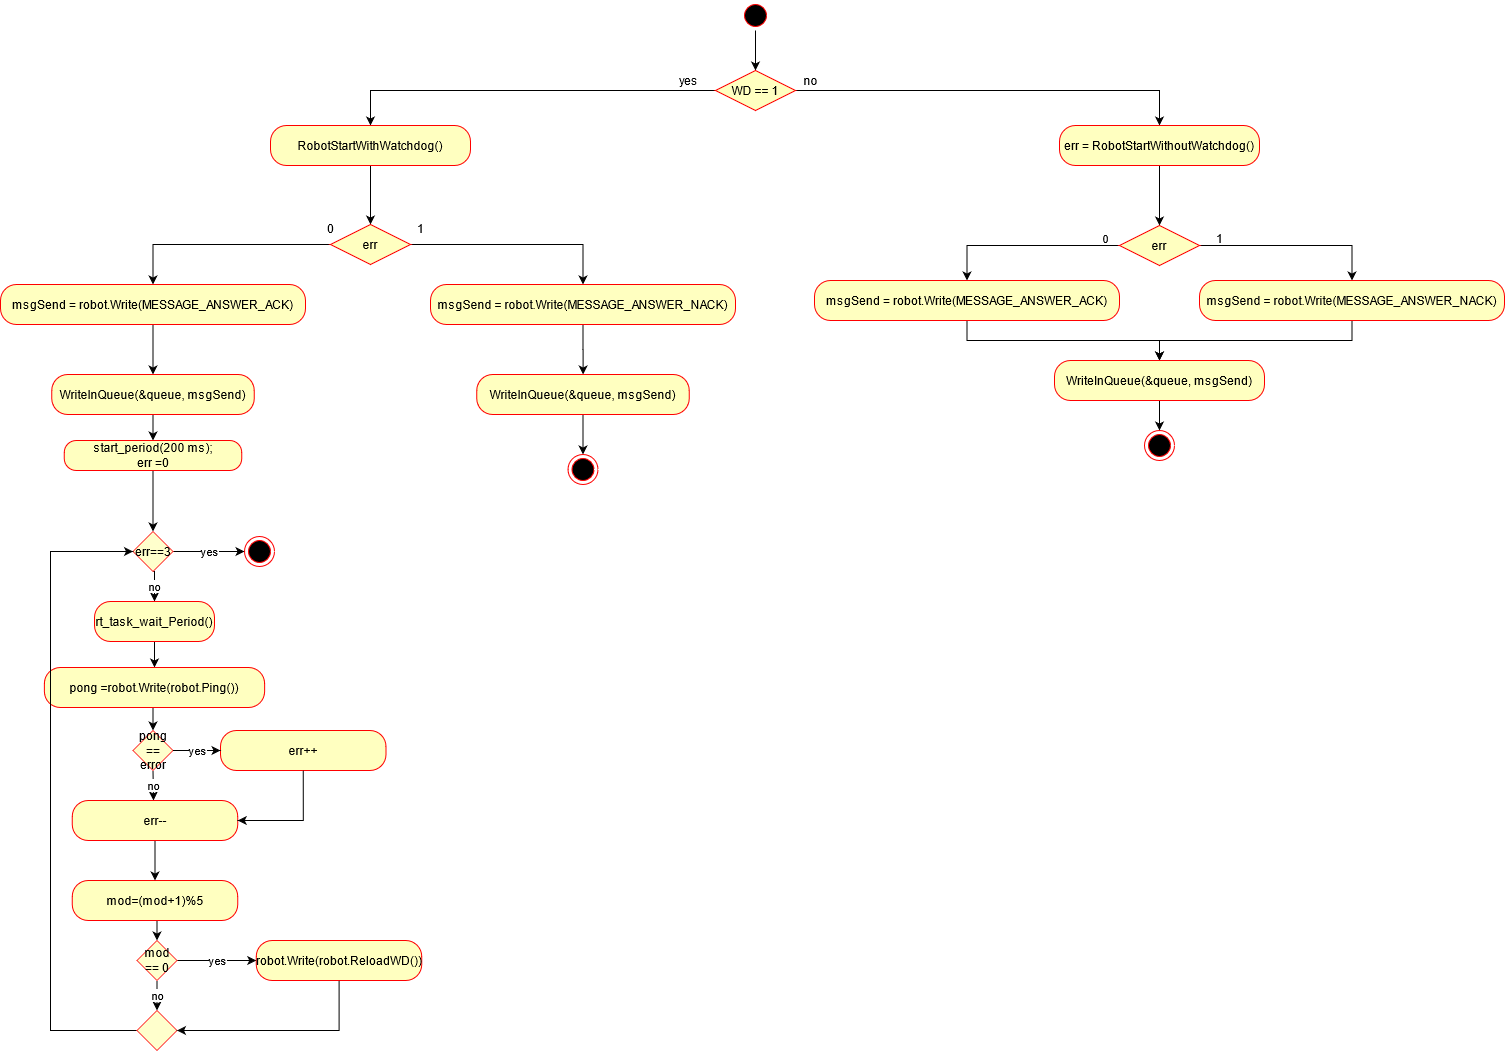 WD == 1
yes
no
RobotStartWithWatchdog()
err = RobotStartWithoutWatchdog()
0
err
1
0
err
1
msgSend = robot.Write(MESSAGE_ANSWER_ACK)
msgSend = robot.Write(MESSAGE_ANSWER_NACK)
msgSend = robot.Write(MESSAGE_ANSWER_ACK)
msgSend = robot.Write(MESSAGE_ANSWER_NACK)
WriteInQueue(&queue, msgSend)
WriteInQueue(&queue, msgSend)
WriteInQueue(&queue, msgSend)
start_period(200 ms);
err =0
err==3
yes
no
rt_task_wait_Period()
pong =robot.Write(robot.Ping())
pong
==
error
yes
err++
no
err--
mod=(mod+1)%5
mod
== 0
yes
robot.Write(robot.ReloadWD())
no